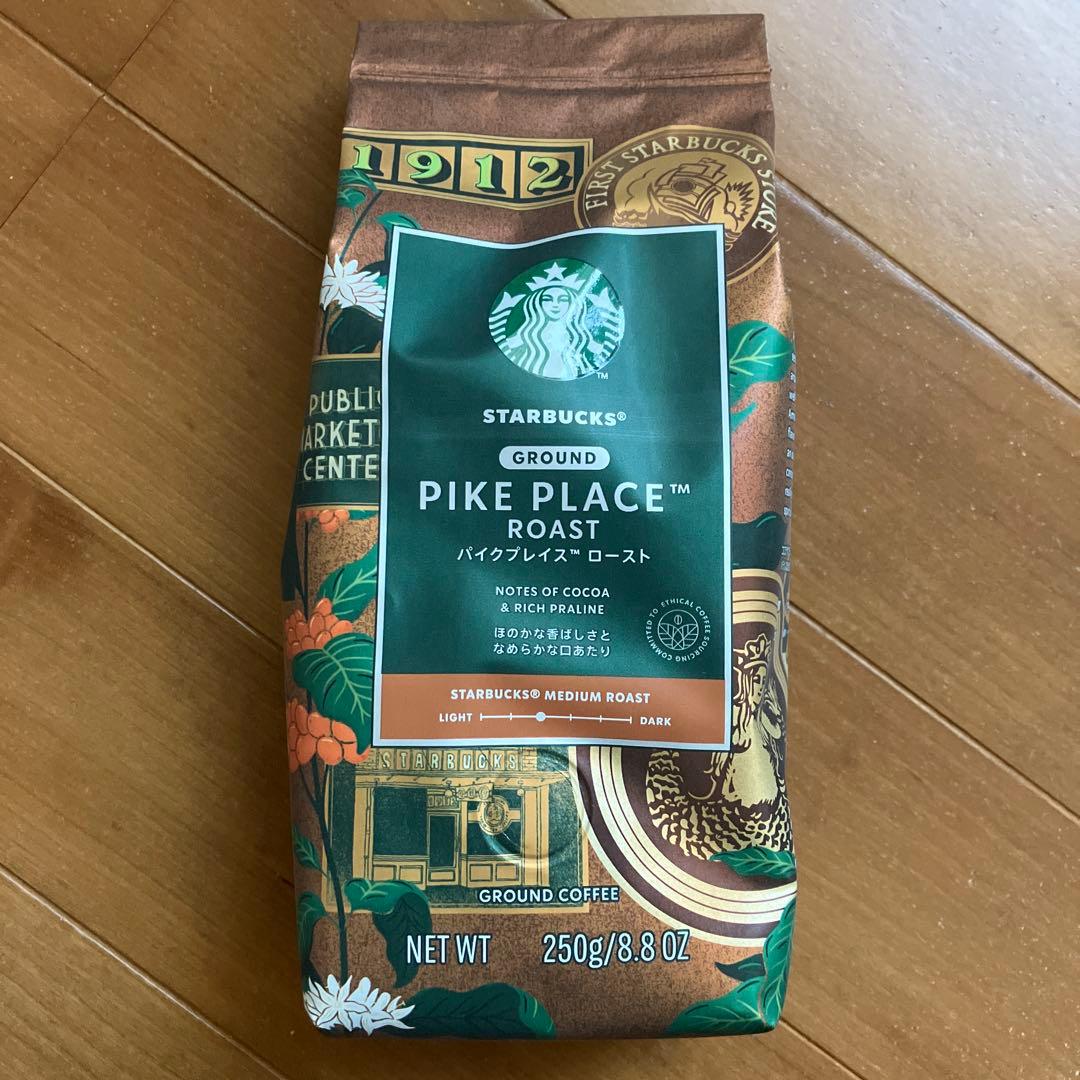 1912
FIRST STARBUCKS STORE
PUBLIC
MARKET
CENTE
STARBUCKS®
GROUND
PIKE PLACE™
ROAST
パイクプレイス™ ロースト
NOTES OF COCOA
& RICH PRALINE
ほのかな香ばしさと
なめらかな口あたり
COMMITTED TO ETHICAL COFFEE SOURCING
STARBUCKS® MEDIUM ROAST
LIGHT DARK
STARBUCKS
GROUND COFFEE
NET WT 250g/8.8 OZ